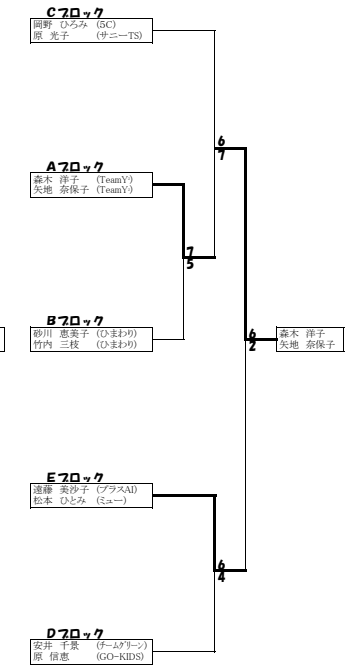 Cブロック
岡野 ひろみ (5C)
原 光子 (サニーTS)
6
7
Aブロック
森木 洋子 (TeamY²)
矢地 奈保子 (TeamY²)
7
5
Bブロック
砂川 恵美子 (ひまわり)
竹内 三枝 (ひまわり)
6
2
森木 洋子
矢地 奈保子
Eブロック
遠藤 美沙子 (プラスAI)
松本 ひとみ (ミュー)
6
4
Dブロック
安井 千景 (チームグリーン)
原 信恵 (GO-KIDS)